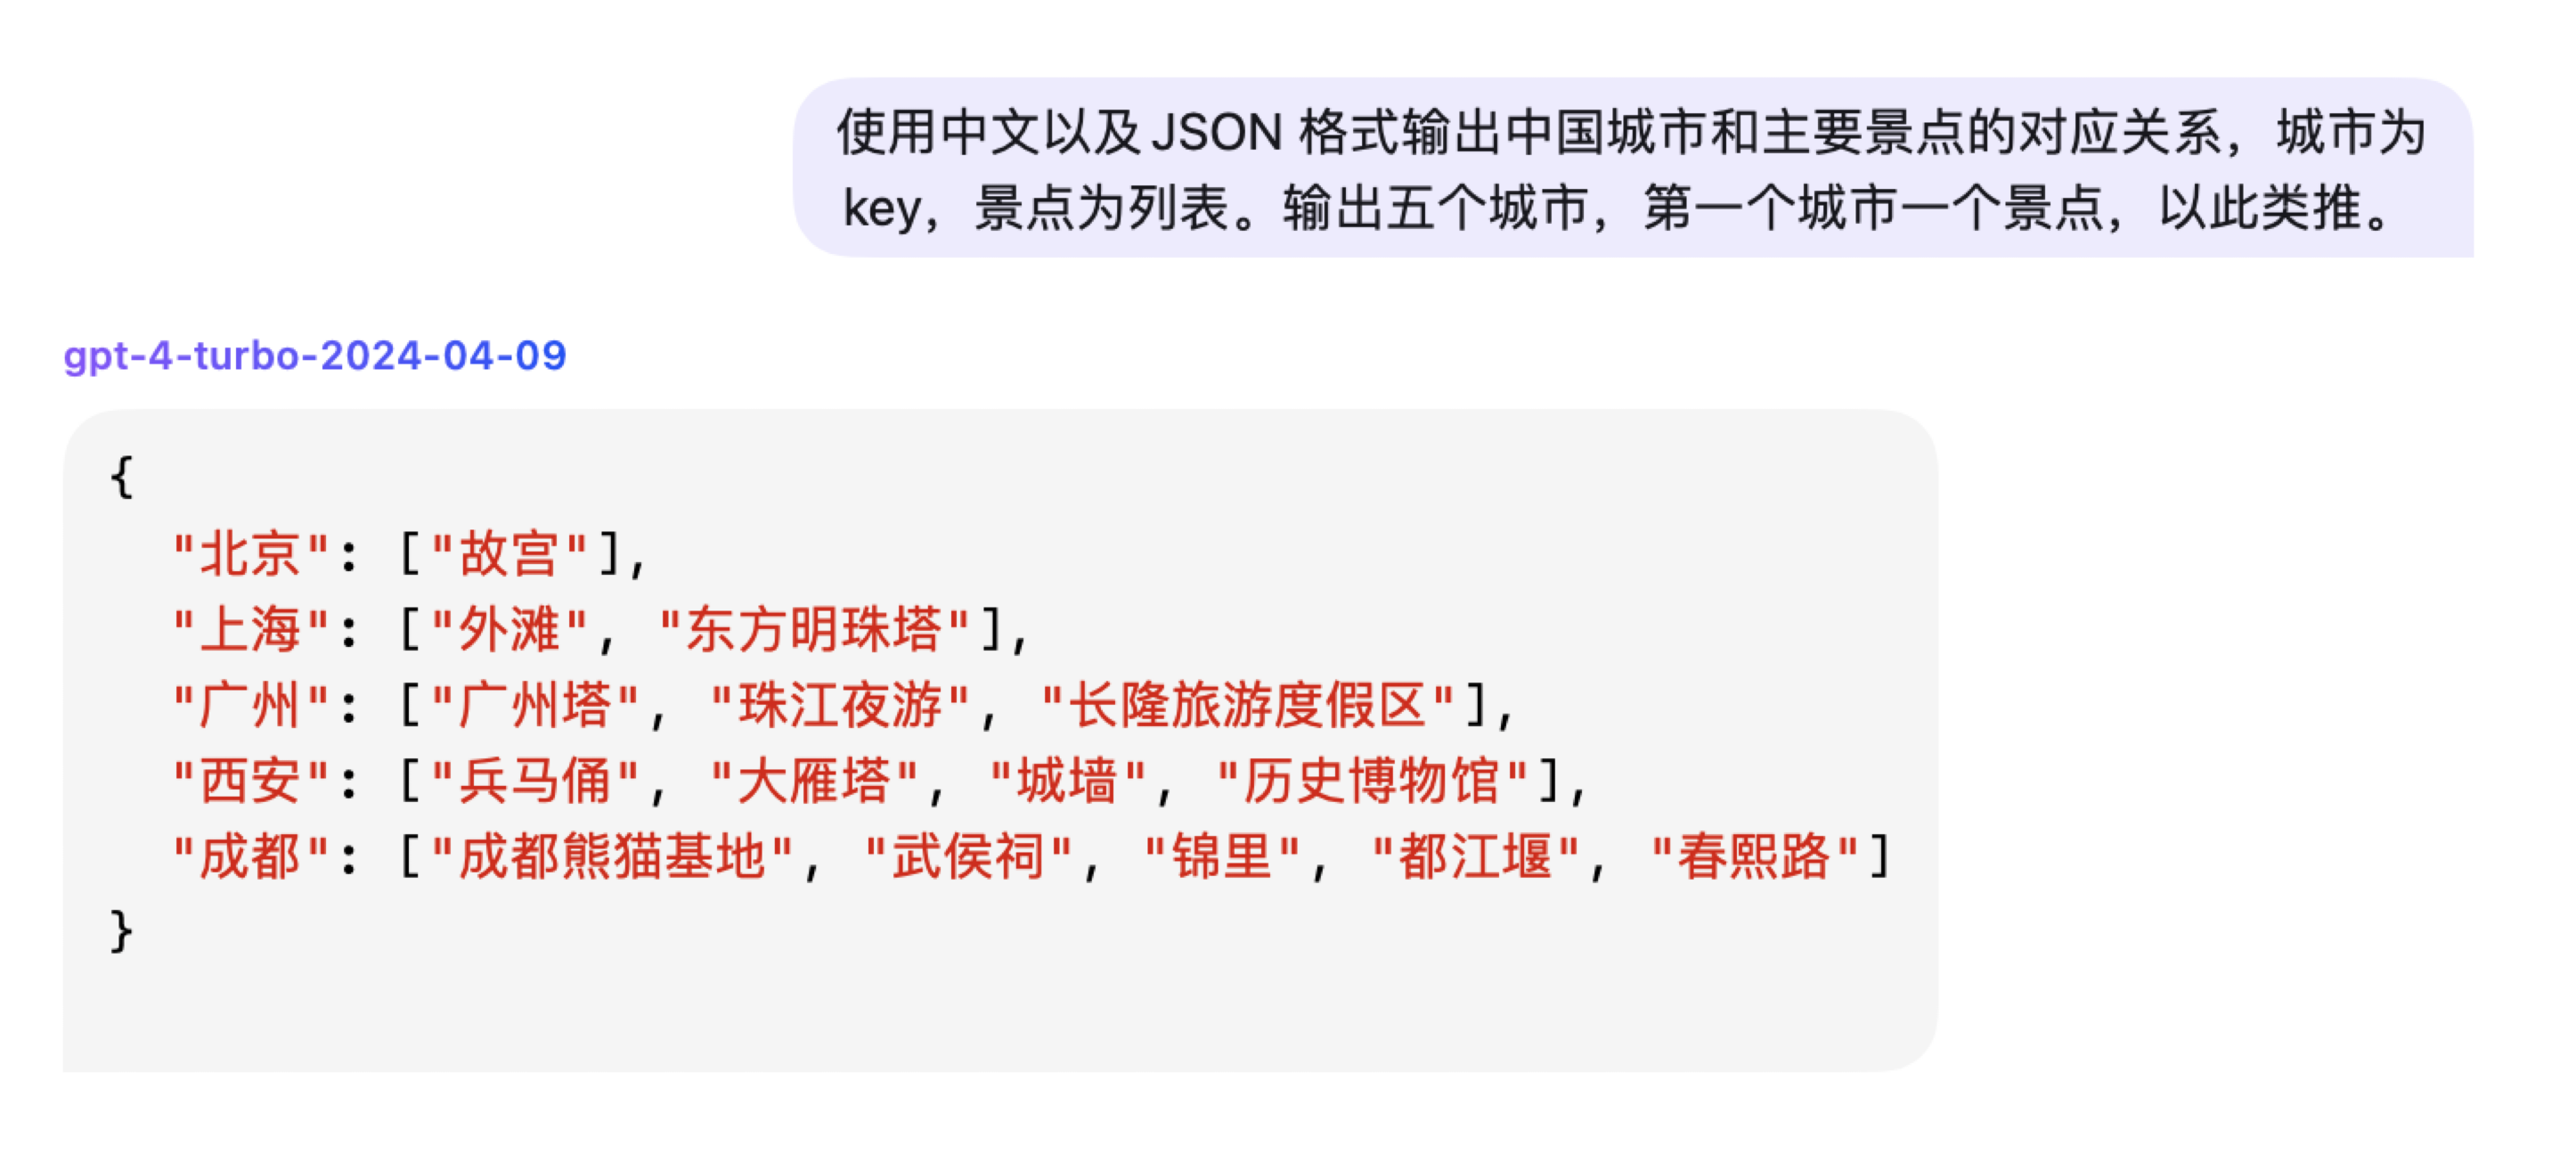 使用中文以及 JSON 格式输出中国城市和主要景点的对应关系，城市为
key，景点为列表。输出五个城市，第一个城市一个景点，以此类推。
gpt-4-turbo-2024-04-09
{
  "北京": ["故宫"],
  "上海": ["外滩", "东方明珠塔"],
  "广州": ["广州塔", "珠江夜游", "长隆旅游度假区"],
  "西安": ["兵马俑", "大雁塔", "城墙", "历史博物馆"],
  "成都": ["成都熊猫基地", "武侯祠", "锦里", "都江堰", "春熙路"]
}